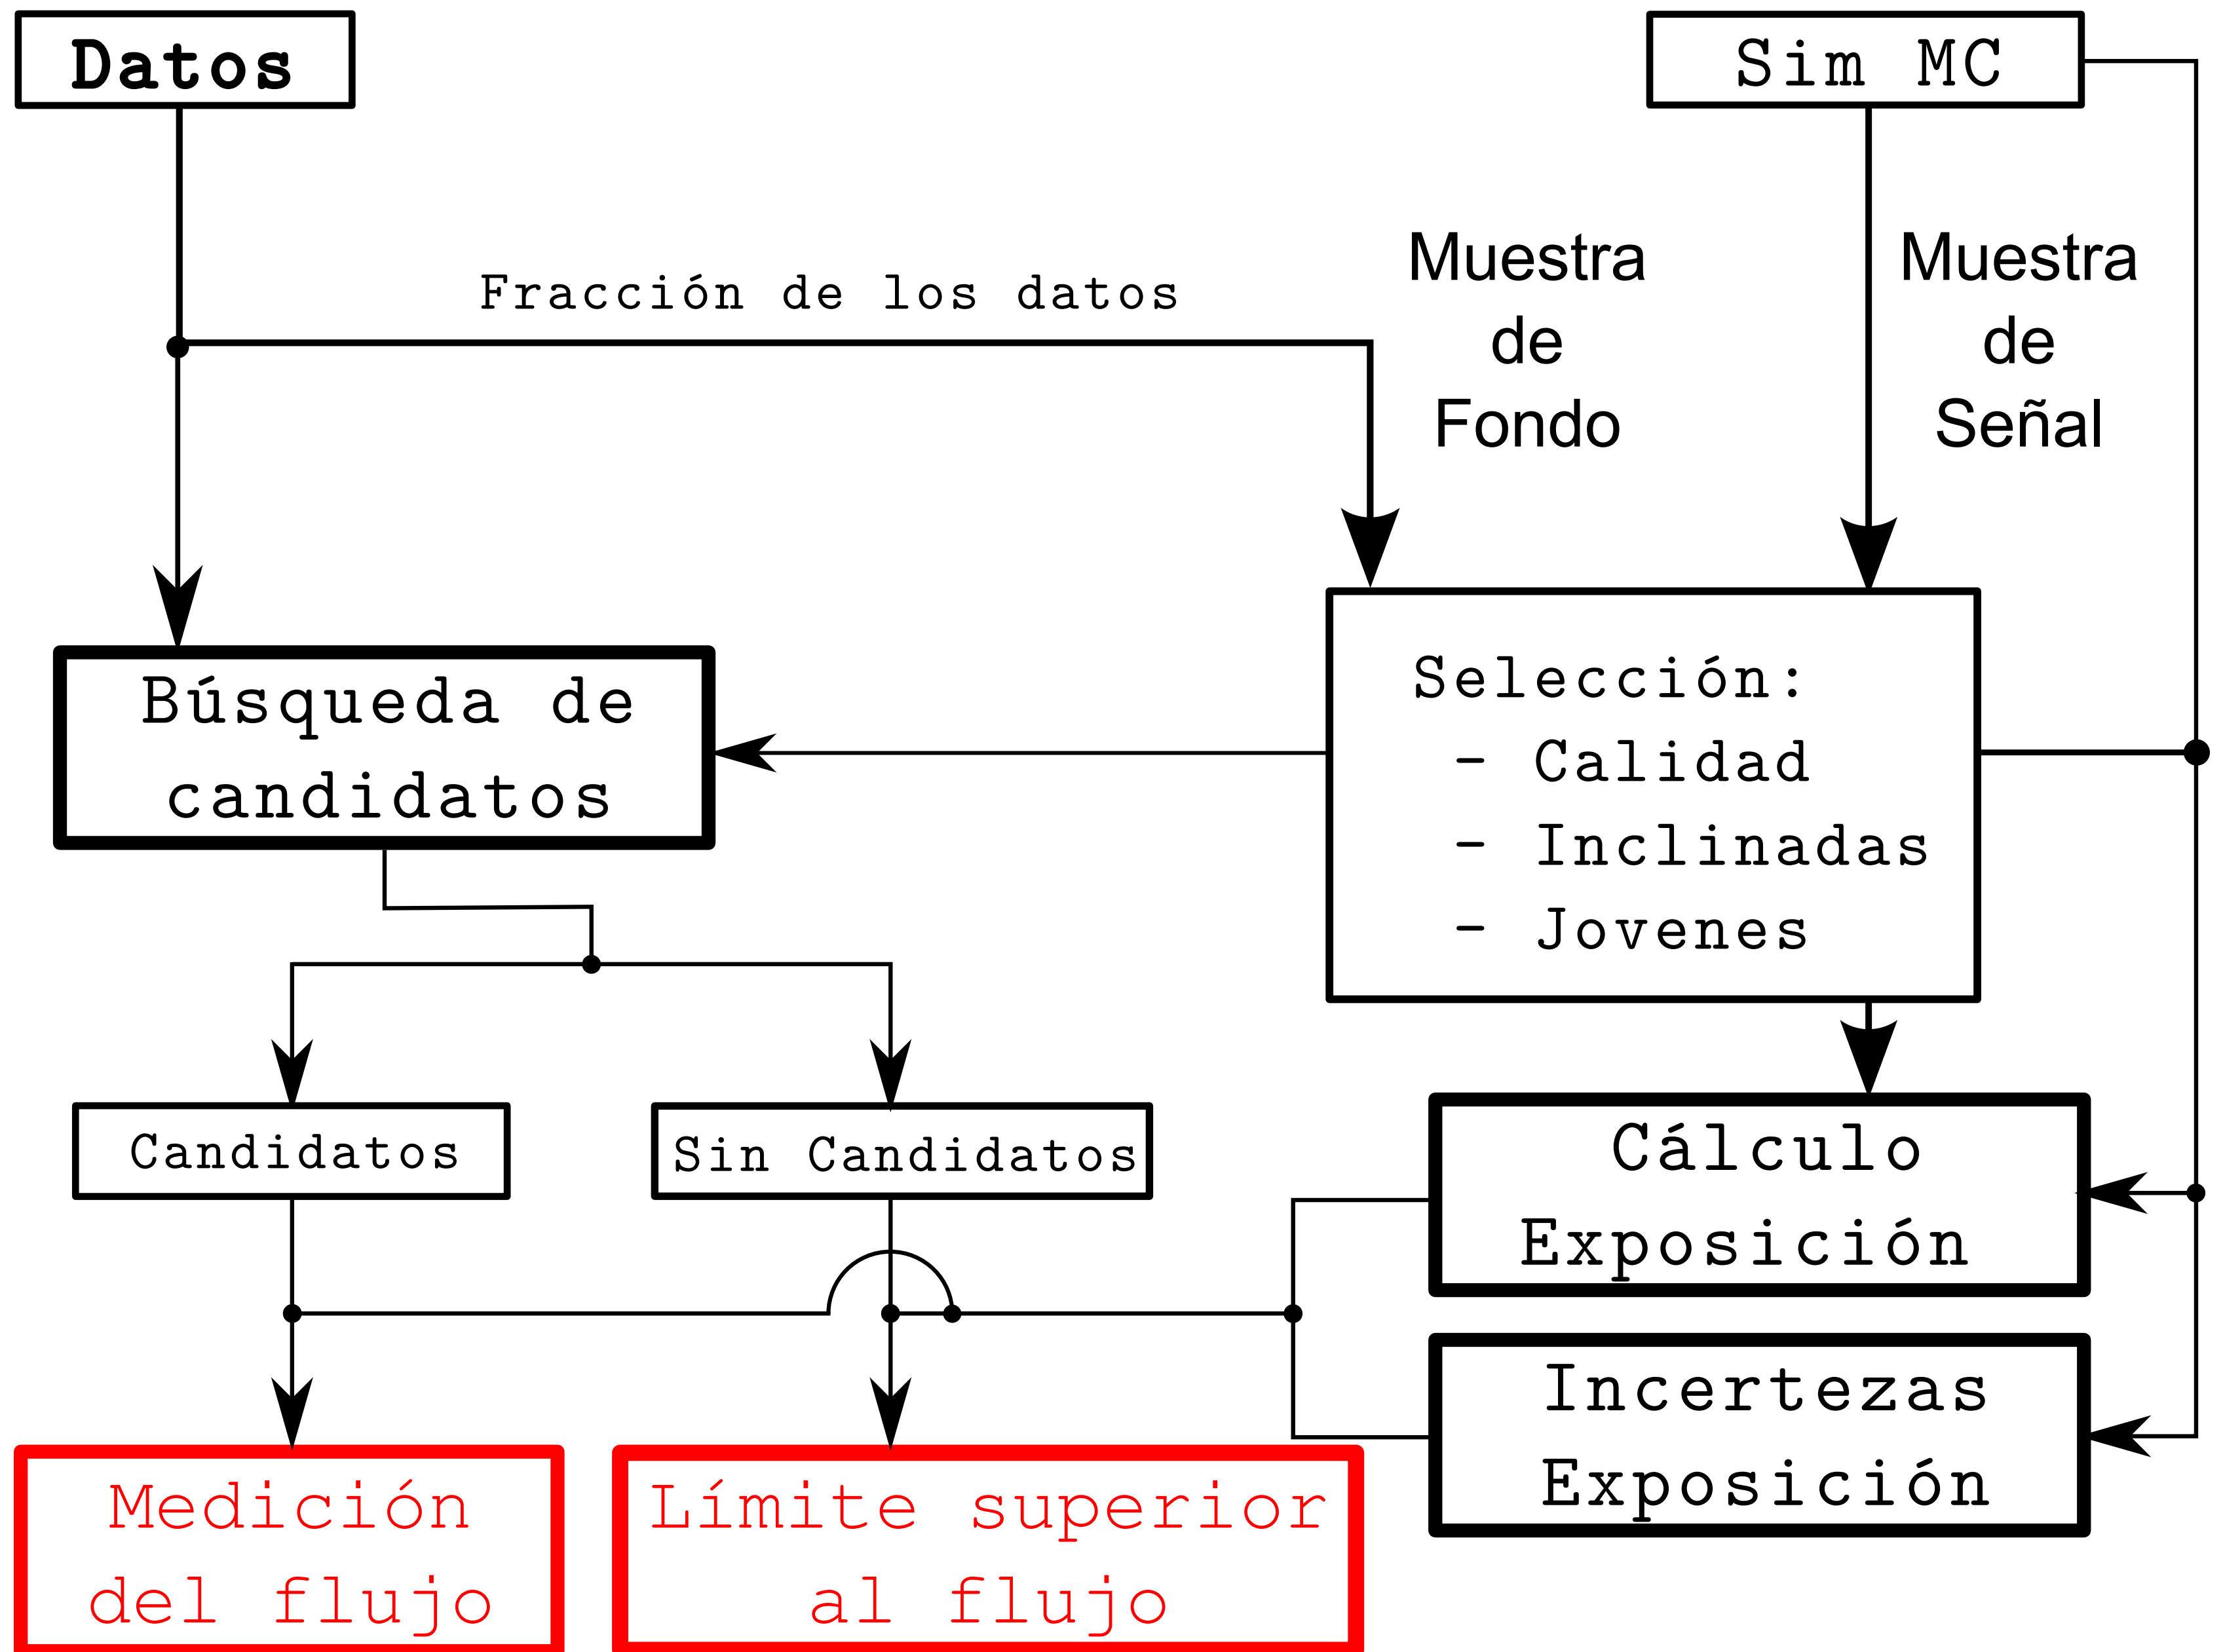 Datos
Sim MC
Fracción de los datos
Muestra
de
Fondo
Muestra
de
Señal
Búsqueda de
candidatos
Selección:
- Calidad
- Inclinadas
- Jovenes
Candidatos
Sin Candidatos
Cálculo
Exposición
Incertezas
Exposición
Medición
del flujo
Límite superior
al flujo